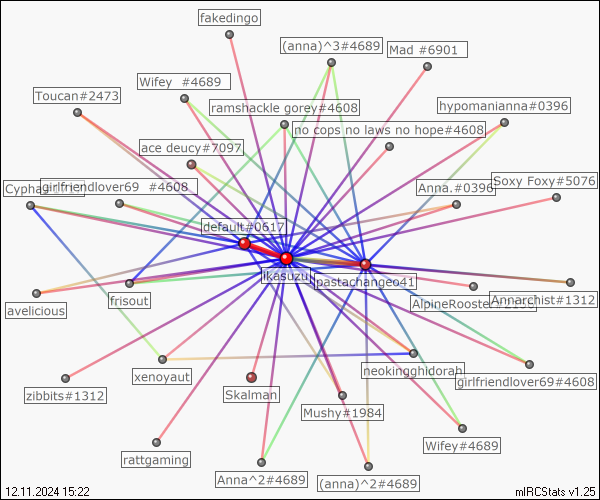 fakedingo
(anna)^3#4689
Mad #6901
Wifey #4689
Toucan#2473
ramshackle gorey#4608
hypomanianna#0396
no cops no laws no hope#4608
ace deucy#7097
girlfriendlover69 #4608
Anna.#0396
Soxy Foxy#5076
default#0617
ikasuzu
pastachange041
AlpineRooster
Annarchist#1312
avelicious
frisout
neokingghidorah
xenoyaut
girlfriendlover69#4608
zibbits#1312
Skalman
Mushy#1984
Wifey#4689
rattgaming
Anna^2#4689
(anna)^2#4689
12.11.2024 15:22
mIRCStats v1.25